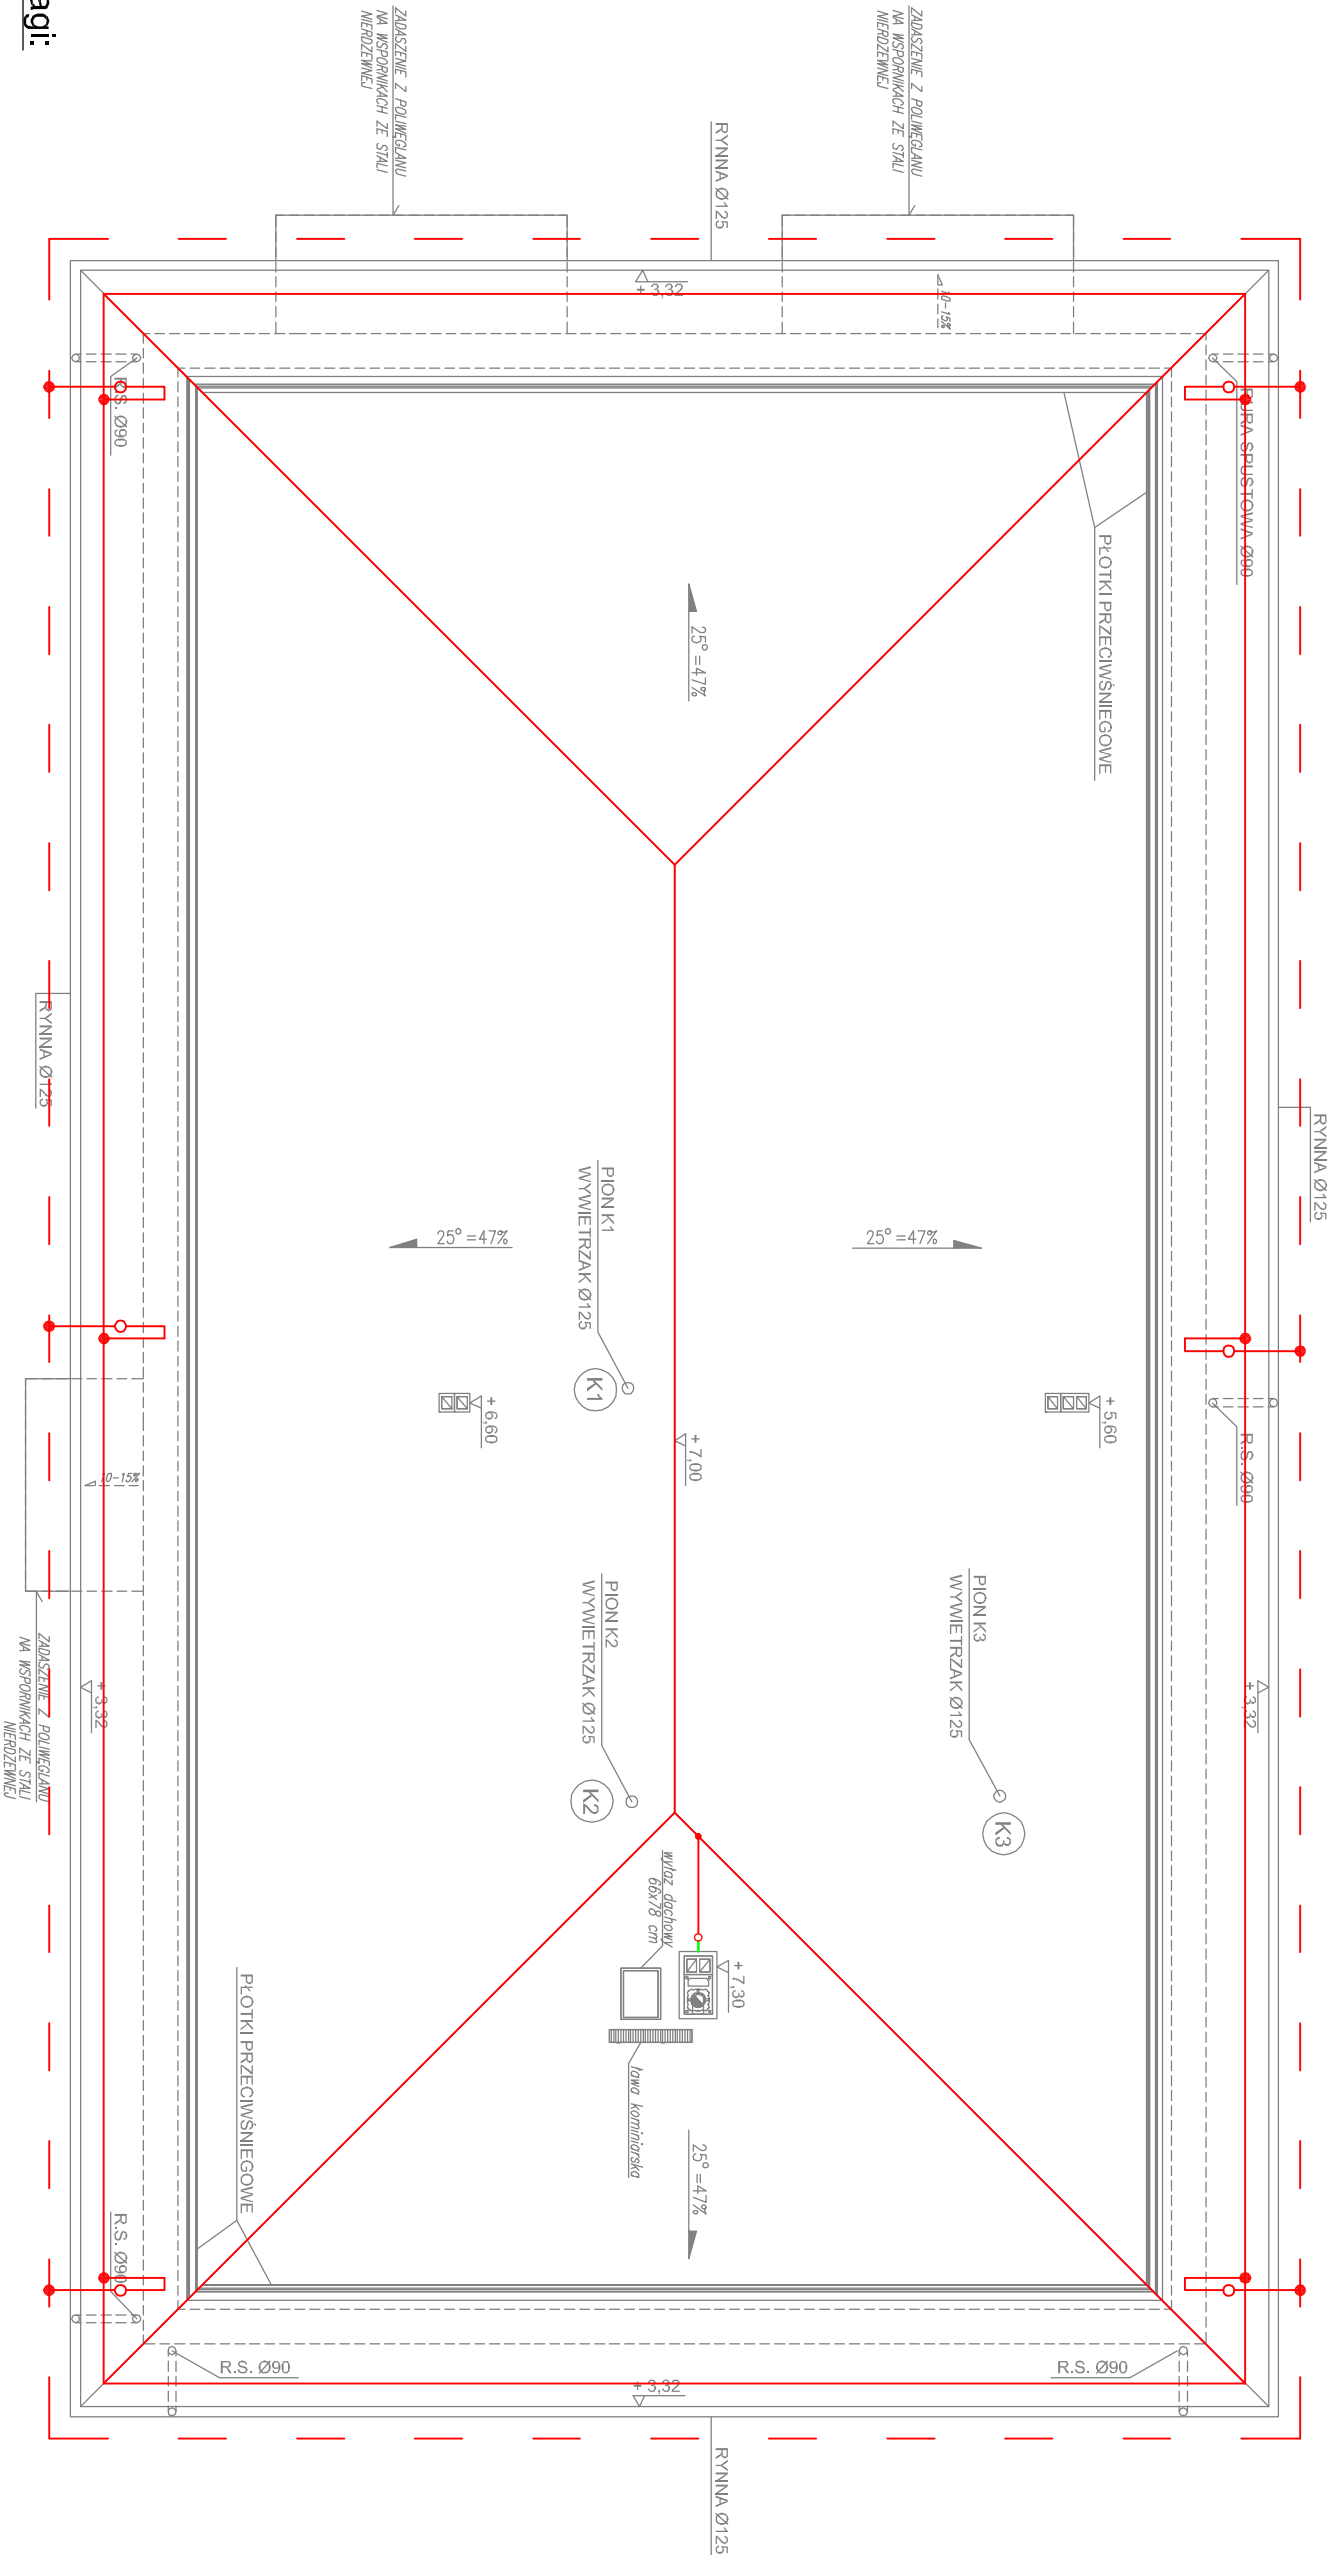 agi:
ZADASZENIE Z POLIWĘGLANU
NA WSPORNIKACH ZE STALI
NIERDZEWNEJ
ZADASZENIE Z POLIWĘGLANU
NA WSPORNIKACH ZE STALI
NIERDZEWNEJ
RYNNA Ø125
+ 3,32
10-15%
R.S. Ø90
RURA SPUSTOWA Ø90
PŁOTKI PRZECIWŚNIEGOWE
25° =47%
RYNNA Ø125
RYNNA Ø125
PION K1
WYWIETRZAK Ø125
K1
25° =47%
25° =47%
+ 6,60
+ 7,00
+ 5,60
R.S. Ø90
10-15%
ZADASZENIE Z POLIWĘGLANU
NA WSPORNIKACH ZE STALI
NIERDZEWNEJ
+ 3,32
+ 3,32
PION K2
WYWIETRZAK Ø125
K2
PION K3
WYWIETRZAK Ø125
K3
wyłaz dachowy
66x78 cm
+ 7,30
ława kominiarska
PŁOTKI PRZECIWŚNIEGOWE
25° =47%
R.S. Ø90
R.S. Ø90
R.S. Ø90
+ 3,32
RYNNA Ø125